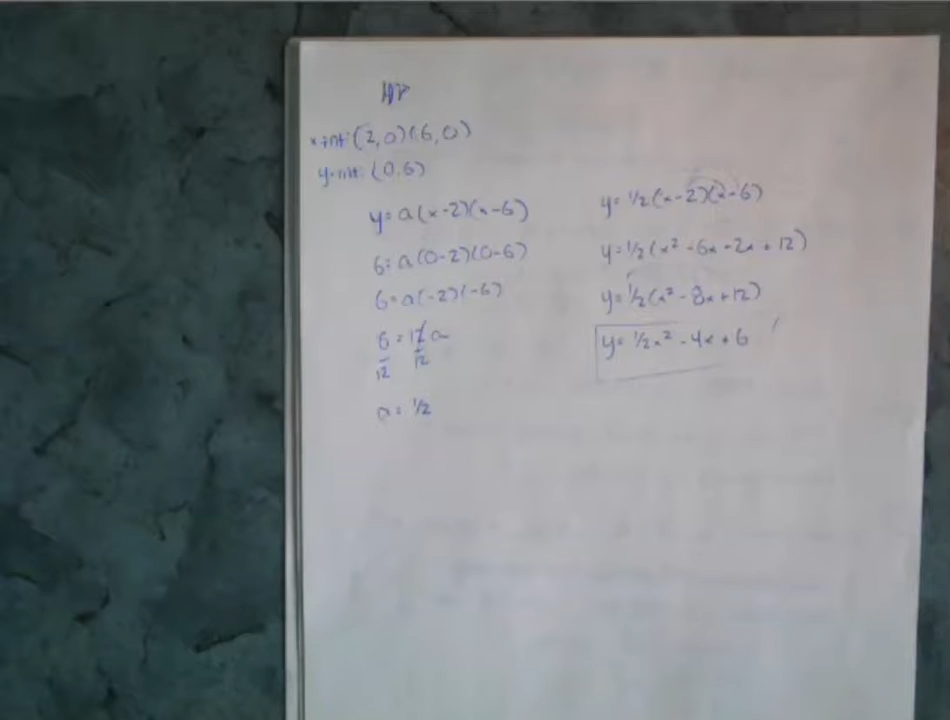 x-int: (2,0)(6,0)
y-int: (0,6)
y=a(x-2)(x-6)
6=a(0-2)(0-6)
6=a(-2)(-6)
6=12a
12 12
a=1/2
y=1/2(x-2)(x-6)
y=1/2(x²-6x-2x+12)
y=1/2(x²-8x+12)
y=1/2x²-4x+6